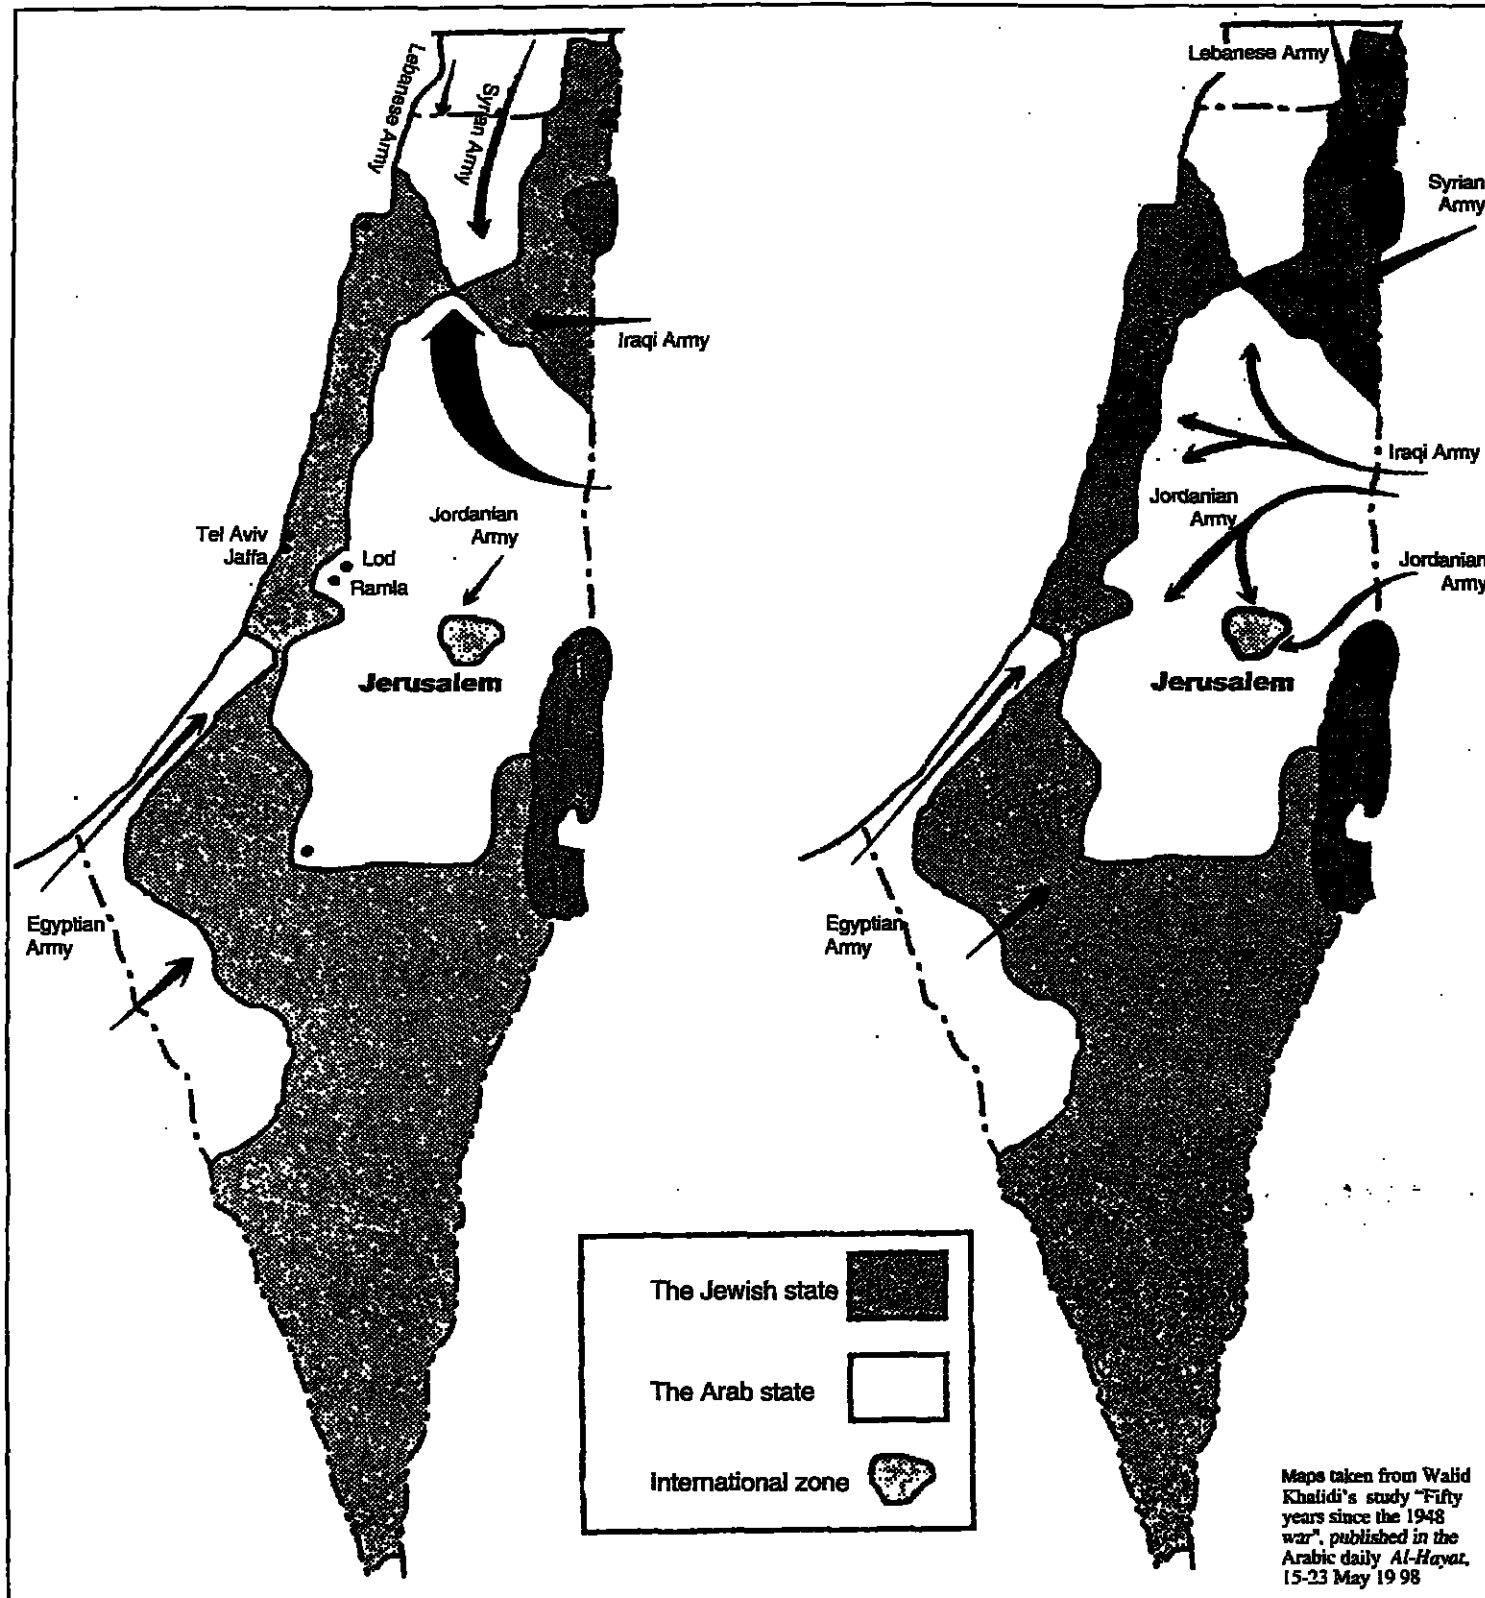 Lebanese Army
Syrian Army
Iraqi Army
Tel Aviv
Jaffa
Lod
Ramla
Jordanian
Army
Jerusalem
Egyptian
Army
Lebanese Army
Syrian
Army
Iraqi Army
Jordanian
Army
Jordanian
Army
Jerusalem
Egyptian
Army
The Jewish state
The Arab state
International zone
Maps taken from Walid
Khalidi's study "Fifty
years since the 1948
war", published in the
Arabic daily Al-Hayat,
15-23 May 19 98